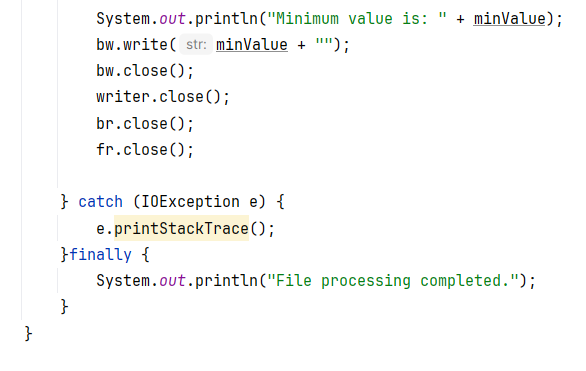 System.out.println("Minimum value is: " + minValue);
bw.write( str: minValue + "");
bw.close();
writer.close();
br.close();
fr.close();
} catch (IOException e) {
e.printStackTrace();
}finally {
System.out.println("File processing completed.");
}
}